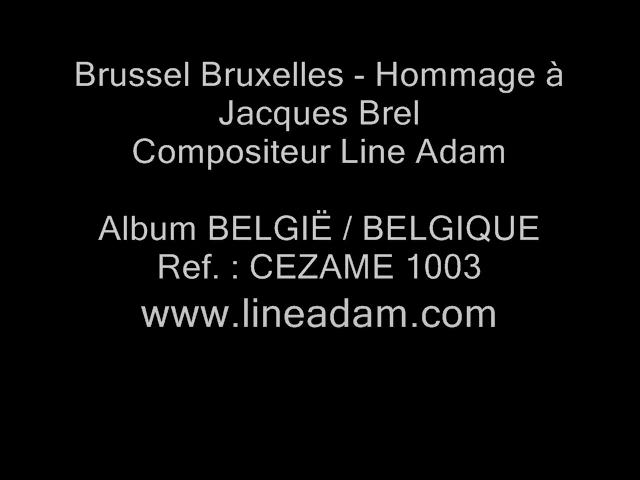 Brussel Bruxelles - Hommage à
Jacques Brel
Compositeur Line Adam
Album BELGIË / BELGIQUE
Ref. : CEZAME 1003
www.lineadam.com